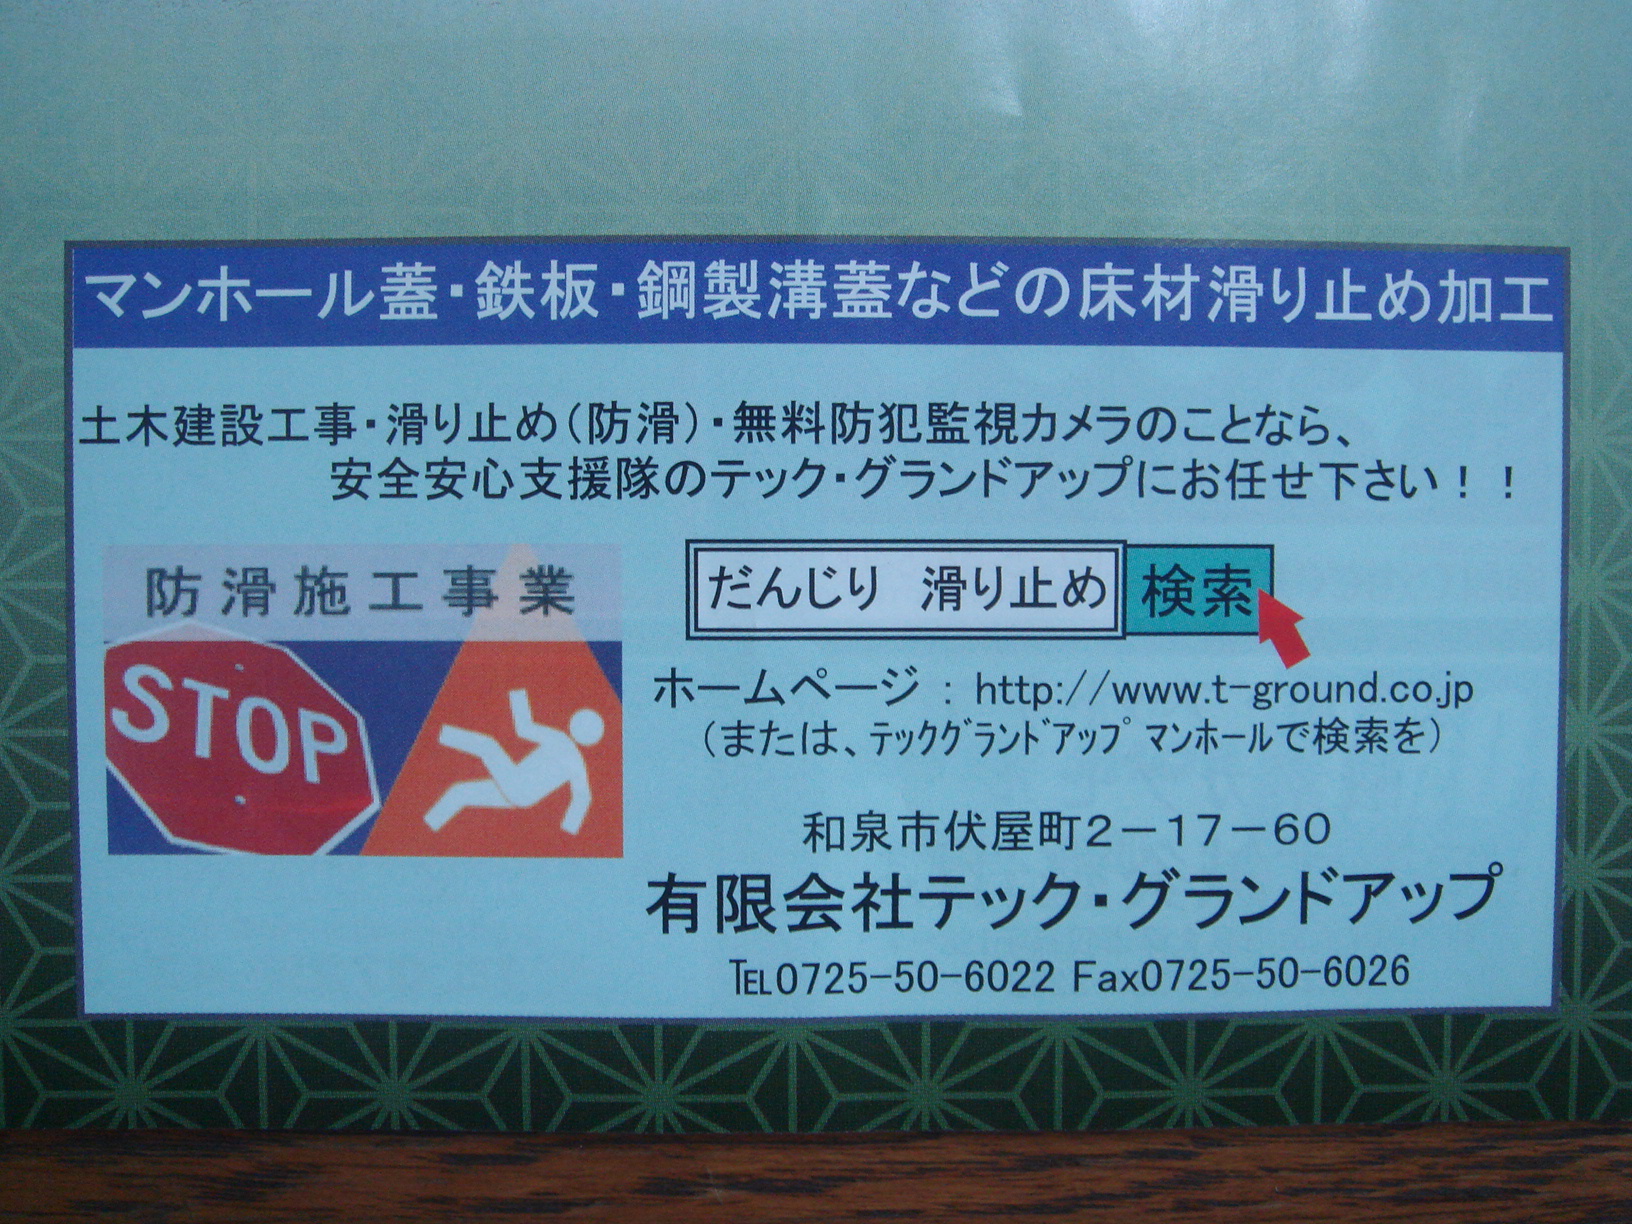 マンホール蓋・鉄板・鋼製溝蓋などの床材滑り止め加工
土木建設工事・滑り止め（防滑）・無料防犯監視カメラのことなら、
安全安心支援隊のテック・グランドアップにお任せ下さい！！
防滑施工事業
STOP
だんじり　滑り止め 検索
ホームページ : http://www.t-ground.co.jp
（または、ﾃｯｸｸﾞﾗﾝﾄﾞｱｯﾌﾟ ﾏﾝﾎｰﾙで検索を）
和泉市伏屋町２－１７－６０
有限会社テック・グランドアップ
℡0725-50-6022 Fax0725-50-6026